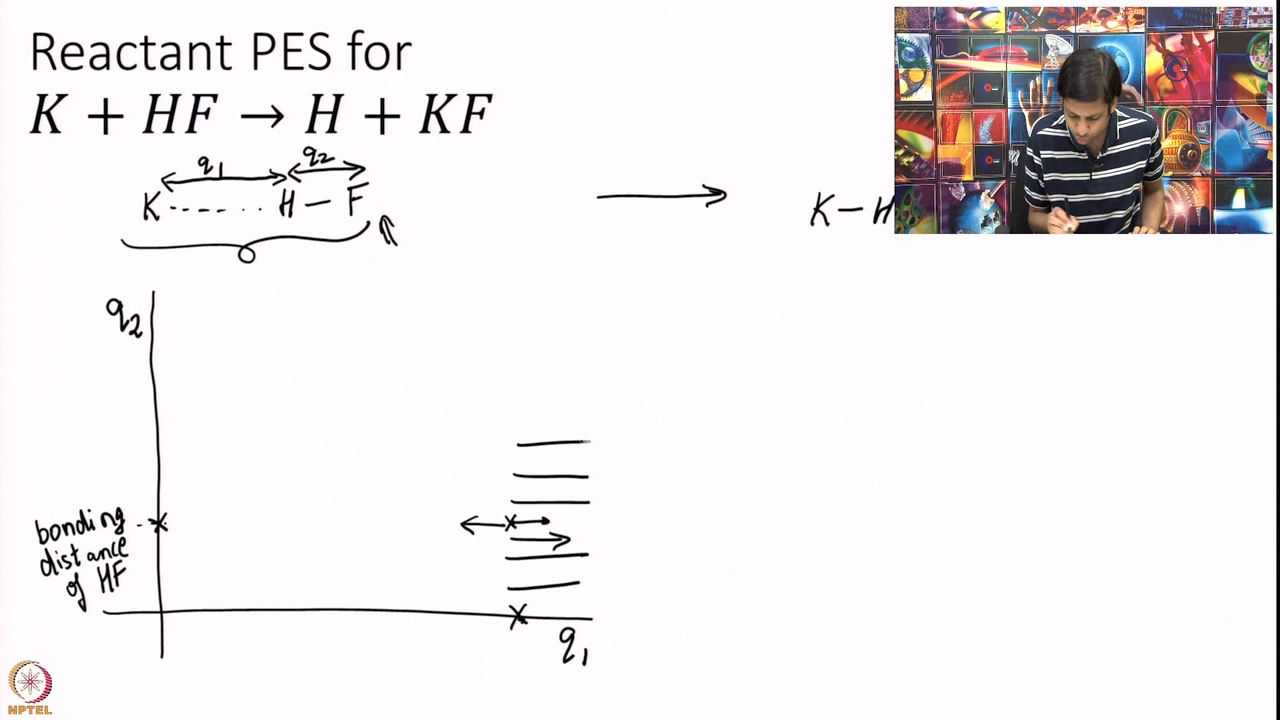 Reactant PES for
K + HF → H + KF
q1 q2
K ...... H – F → K – H
q2
bonding
distance
of HF
q1
NPTEL